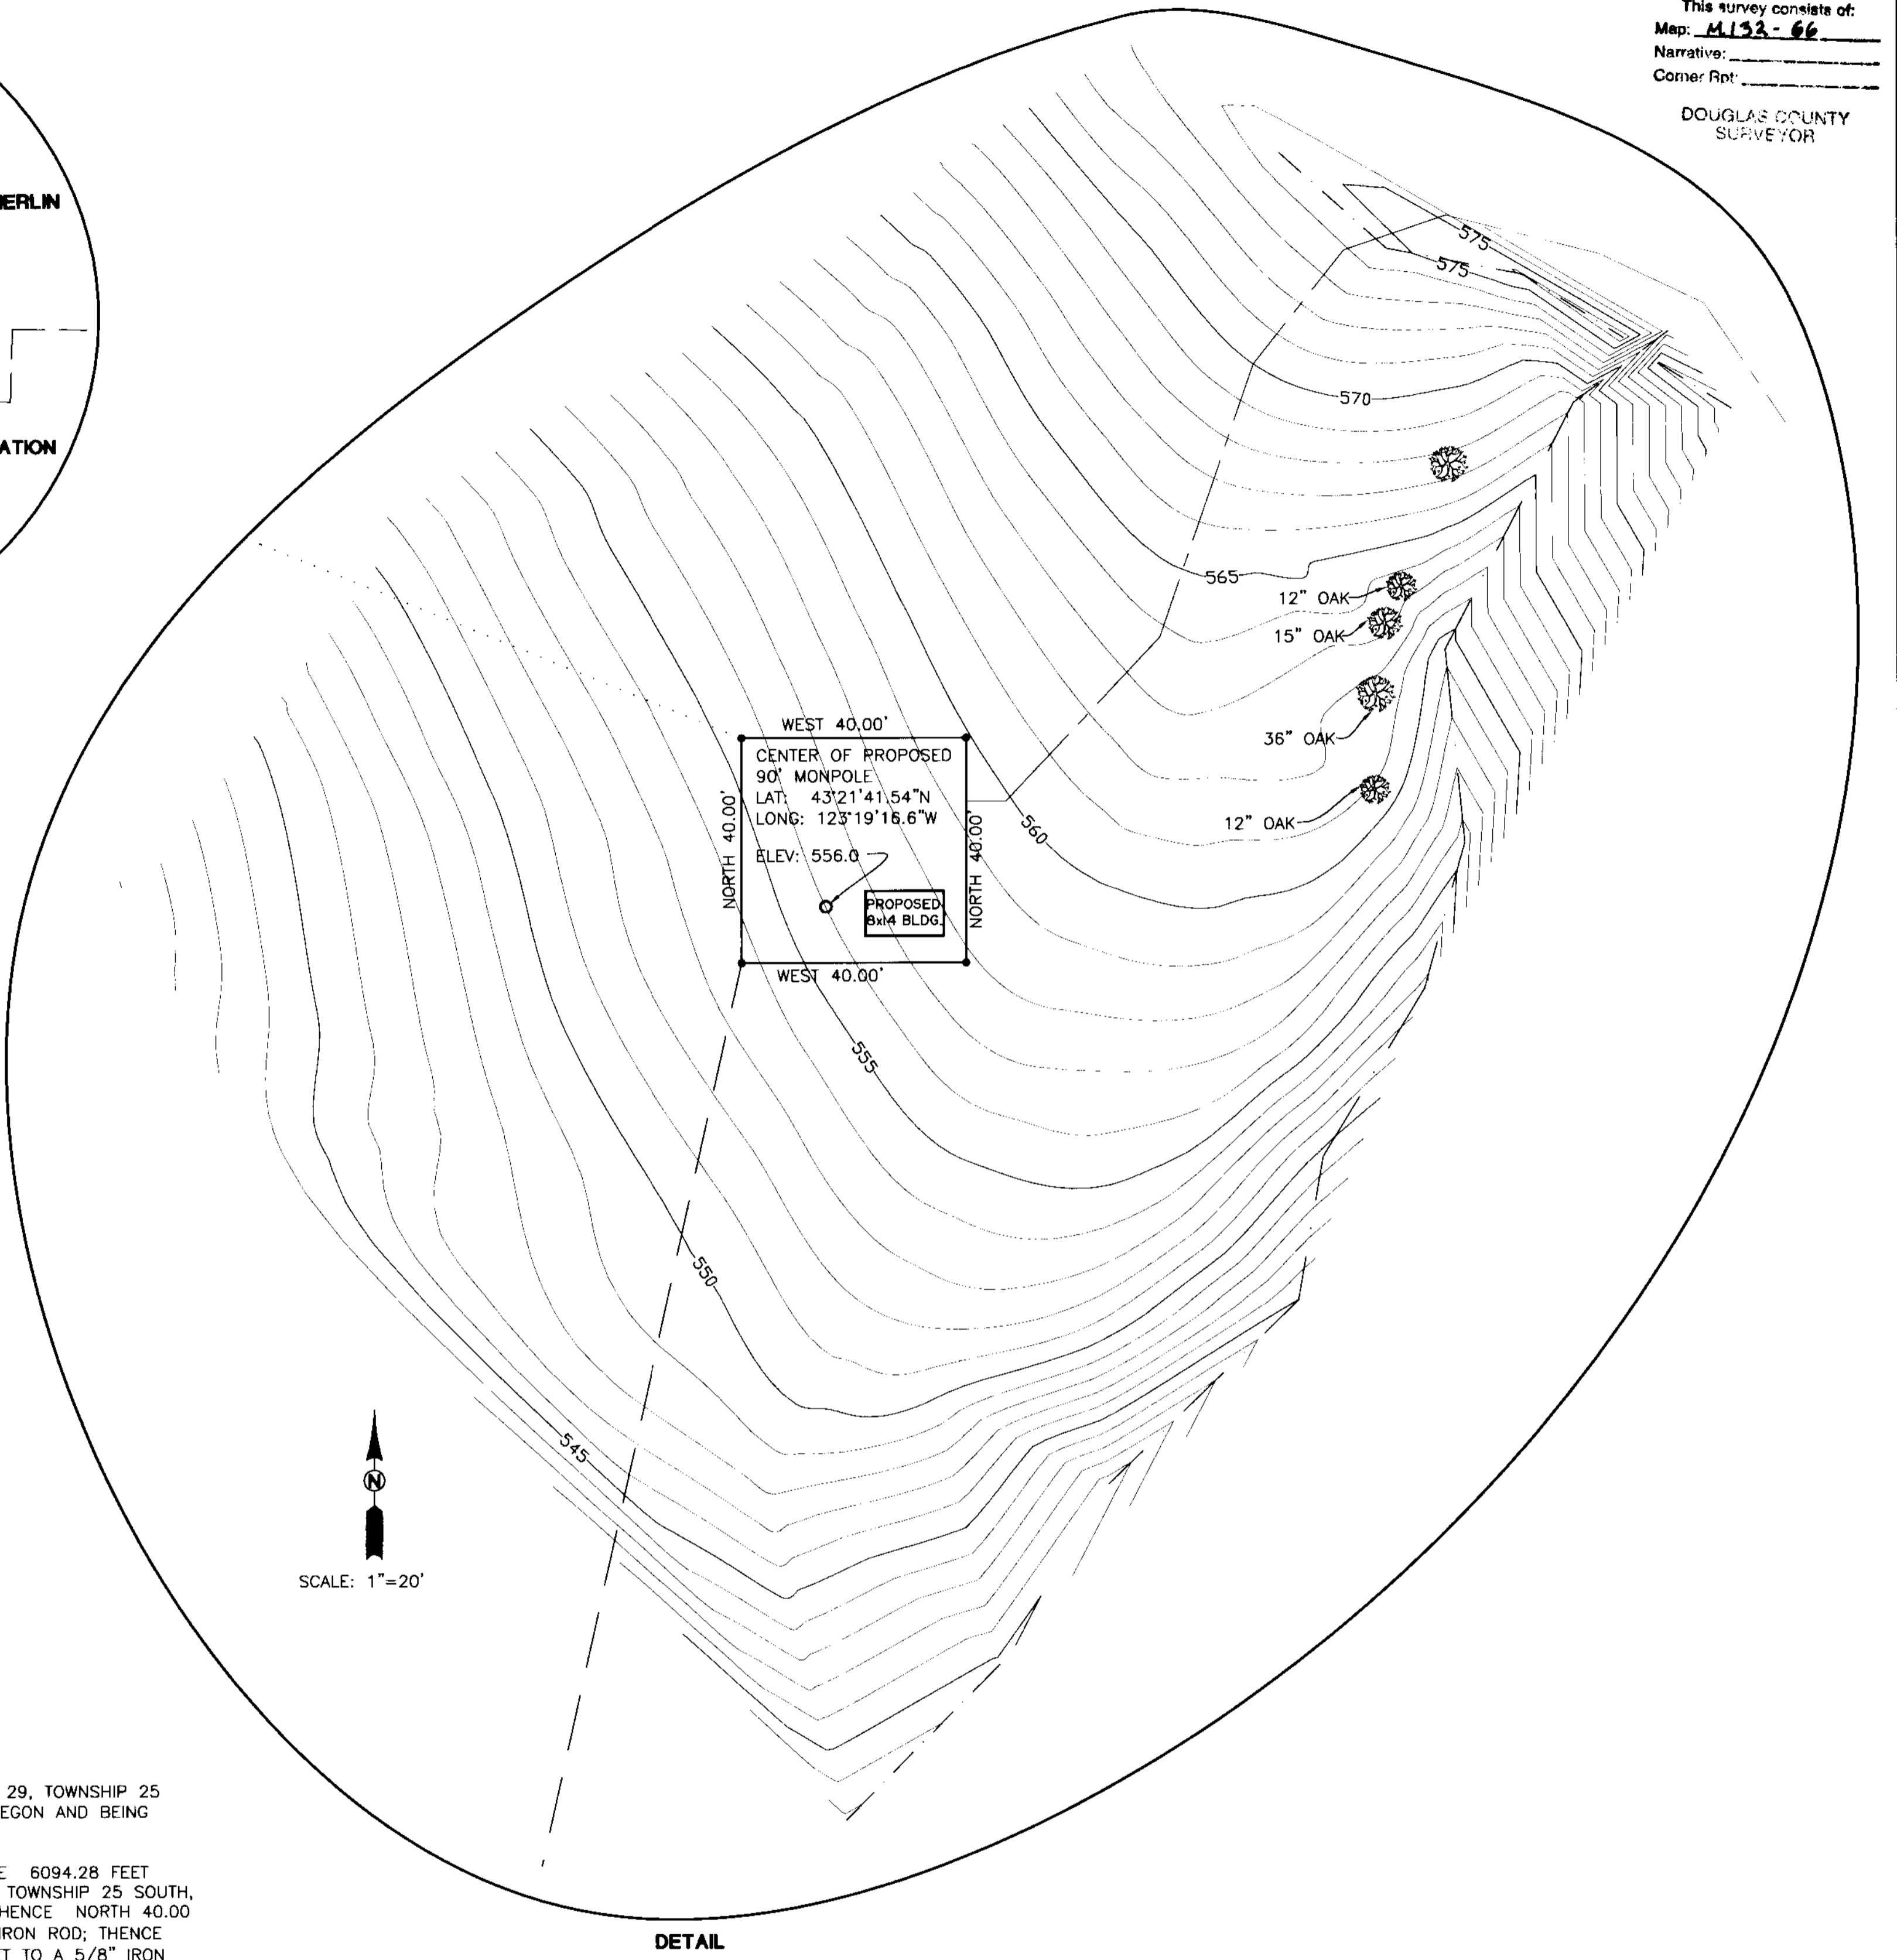 This survey consists of:
Map: M132-66
Narrative:
Corner Rpt:
DOUGLAS COUNTY
SURVEYOR
ERLIN
ATION
575
575
570
565
12" OAK
15" OAK
36" OAK
12" OAK
WEST 40.00'
CENTER OF PROPOSED
90' MONPOLE
LAT: 43°21'41.54"N
LONG: 123°19'16.6"W
ELEV: 556.0
NORTH 40.00'
NORTH 40.00'
PROPOSED
8x14 BLDG.
WEST 40.00'
560
555
550
545
N
SCALE: 1"=20'
29, TOWNSHIP 25
EGON AND BEING
E 6094.28 FEET
TOWNSHIP 25 SOUTH,
HENCE NORTH 40.00
IRON ROD; THENCE
T TO A 5/8" IRON
DETAIL